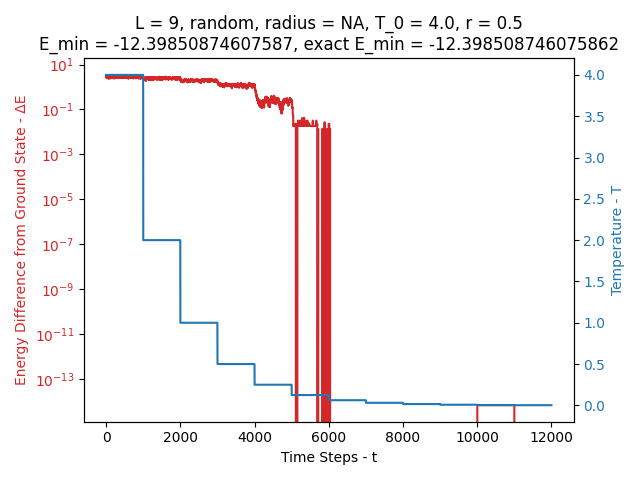 L = 9, random, radius = NA, T_0 = 4.0, r = 0.5
E_min = -12.39850874607587, exact E_min = -12.398508746075862
10^1
10^-1
10^-3
10^-5
10^-7
10^-9
10^-11
10^-13
Energy Difference from Ground State - ΔE
4.0
3.5
3.0
2.5
2.0
1.5
1.0
0.5
0.0
Temperature - T
0 2000 4000 6000 8000 10000 12000
Time Steps - t